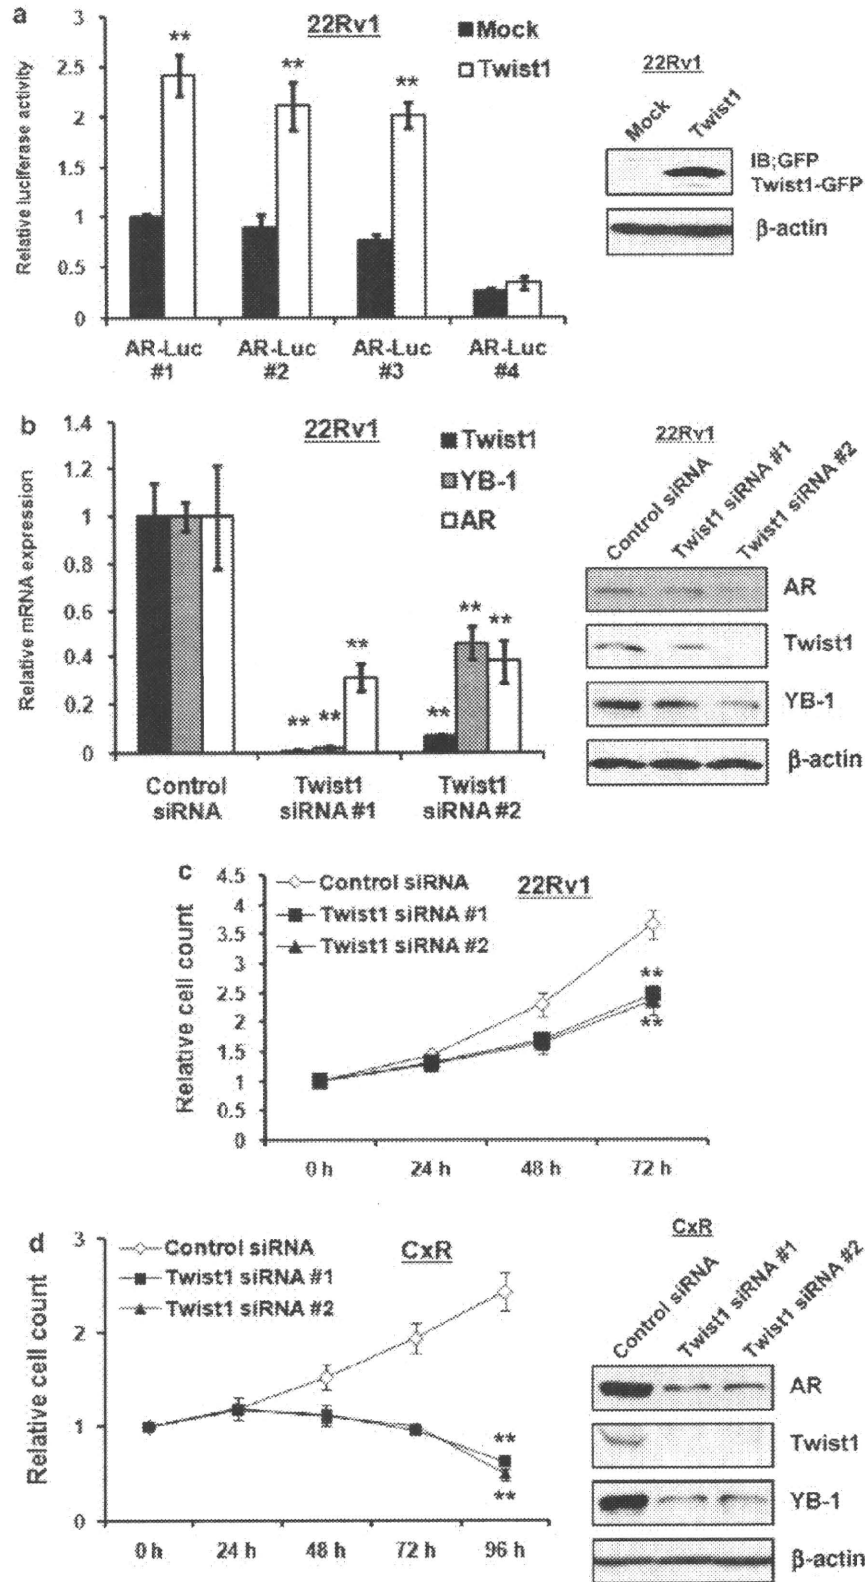 a
3
2.5
2
1.5
1
0.5
0
Relative luciferase activity
22Rv1
Mock
Twist1
**
**
**
AR-Luc #1
AR-Luc #2
AR-Luc #3
AR-Luc #4
22Rv1
Mock
Twist1
IB;GFP
Twist1-GFP
β-actin
b
1.4
1.2
1
0.8
0.6
0.4
0.2
0
Relative mRNA expression
22Rv1
Twist1
YB-1
AR
** ** **
** ** **
Control siRNA
Twist1 siRNA #1
Twist1 siRNA #2
22Rv1
Control siRNA
Twist1 siRNA #1
Twist1 siRNA #2
AR
Twist1
YB-1
β-actin
c
4.5
4
3.5
3
2.5
2
1.5
1
0.5
0
Relative cell count
Control siRNA
Twist1 siRNA #1
Twist1 siRNA #2
22Rv1
**
**
0 h
24 h
48 h
72 h
d
3
2
1
0
Relative cell count
Control siRNA
Twist1 siRNA #1
Twist1 siRNA #2
CxR
**
**
0 h
24 h
48 h
72 h
96 h
CxR
Control siRNA
Twist1 siRNA #1
Twist1 siRNA #2
AR
Twist1
YB-1
β-actin